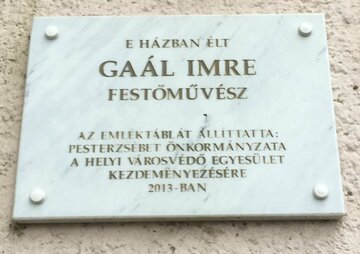 E HÁZBAN ÉLT
GAÁL IMRE
FESTŐMŰVÉSZ
AZ EMLÉKTÁBLÁT ÁLLÍTTATTA:
PESTERZSÉBET ÖNKORMÁNYZATA
A HELYI VÁROSVÉDŐ EGYESÜLET
KEZDEMÉNYEZÉSÉRE
2013-BAN